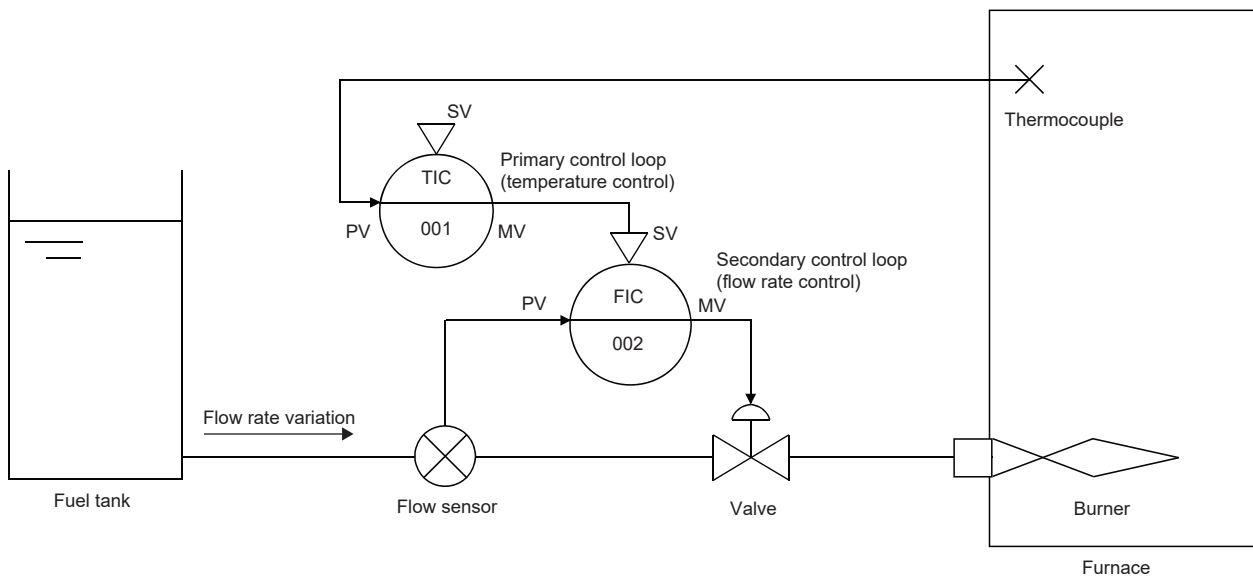 Thermocouple
SV
TIC
001
PV
MV
Primary control loop
(temperature control)
SV
FIC
002
PV
MV
Secondary control loop
(flow rate control)
Flow rate variation
Fuel tank
Flow sensor
Valve
Burner
Furnace